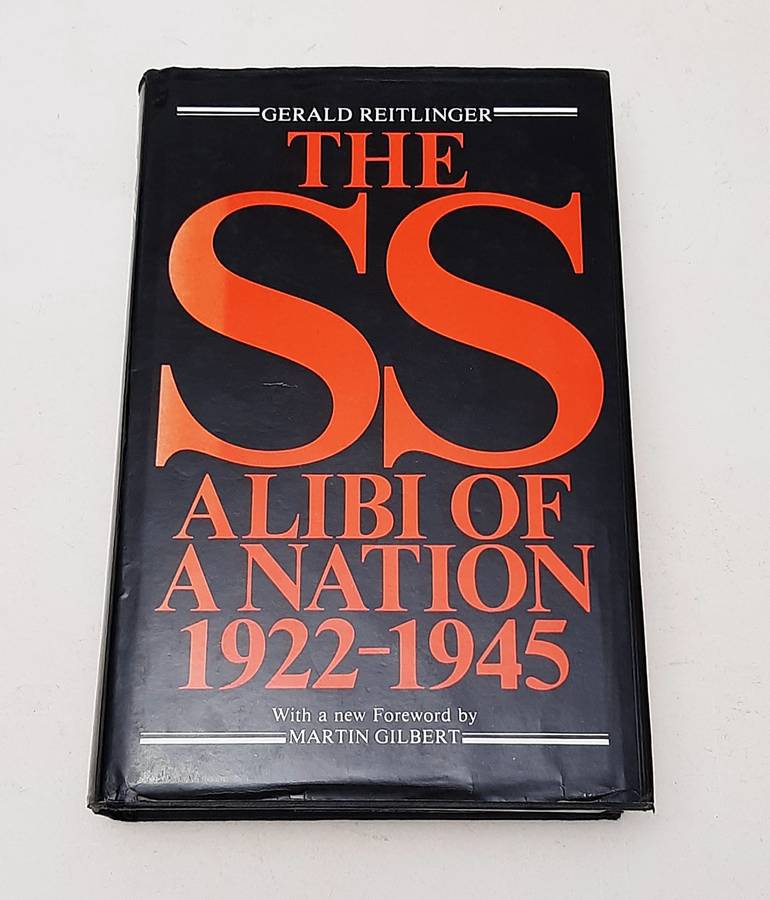 GERALD REITLINGER
THE
SS
ALIBI OF
A NATION
1922-1945
With a new Foreword by
MARTIN GILBERT